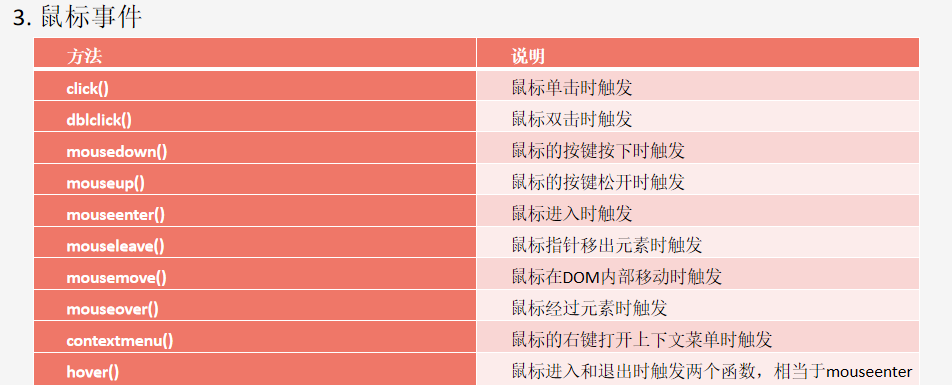 3. 鼠标事件
方法 说明
click() 鼠标单击时触发
dblclick() 鼠标双击时触发
mousedown() 鼠标的按键按下时触发
mouseup() 鼠标的按键松开时触发
mouseenter() 鼠标进入时触发
mouseleave() 鼠标指针移出元素时触发
mousemove() 鼠标在DOM内部移动时触发
mouseover() 鼠标经过元素时触发
contextmenu() 鼠标的右键打开上下文菜单时触发
hover() 鼠标进入和退出时触发两个函数，相当于mouseenter